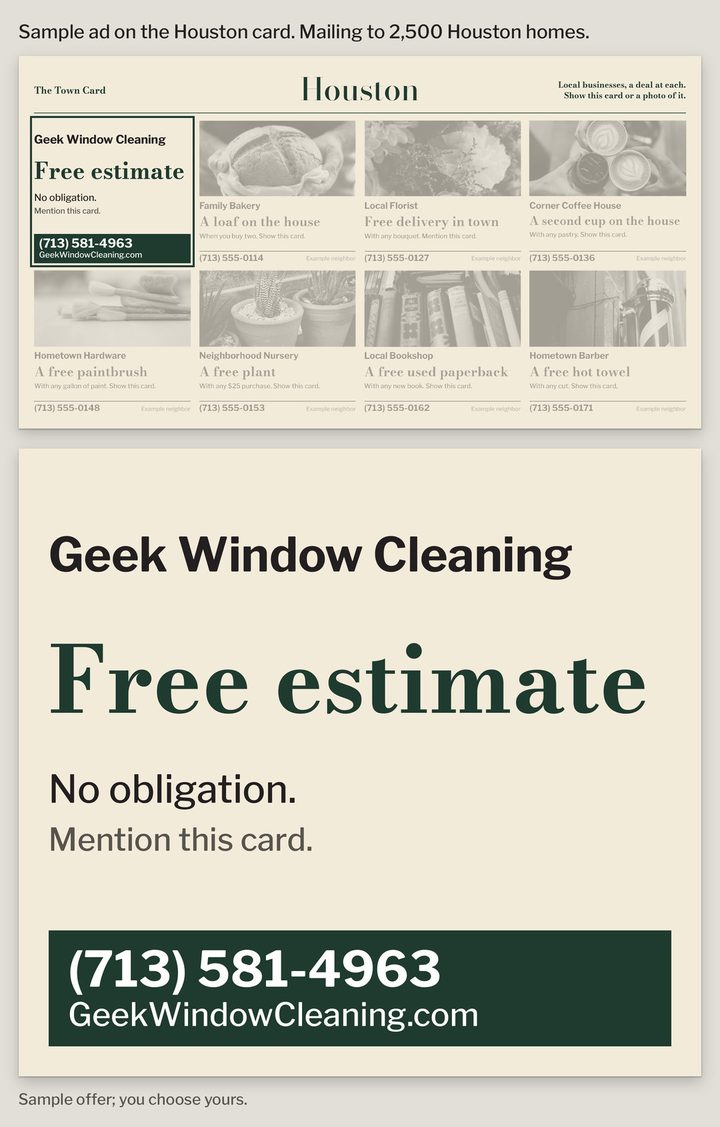 Sample ad on the Houston card. Mailing to 2,500 Houston homes.
The Town Card
Houston
Local businesses, a deal at each.
Show this card or a photo of it.
Geek Window Cleaning
Free estimate
No obligation.
Mention this card.
(713) 581-4963
GeekWindowCleaning.com
Family Bakery
A loaf on the house
When you buy two. Show this card.
(713) 555-0114
Example neighbor
Local Florist
Free delivery in town
With any bouquet. Mention this card.
(713) 555-0127
Example neighbor
Corner Coffee House
A second cup on the house
With any pastry. Show this card.
(713) 555-0136
Example neighbor
Hometown Hardware
A free paintbrush
With any gallon of paint. Show this card.
(713) 555-0148
Example neighbor
Neighborhood Nursery
A free plant
With any $25 purchase. Show this card.
(713) 555-0153
Example neighbor
Local Bookshop
A free used paperback
With any new book. Show this card.
(713) 555-0162
Example neighbor
Hometown Barber
A free hot towel
With any cut. Show this card.
(713) 555-0171
Example neighbor
Geek Window Cleaning
Free estimate
No obligation.
Mention this card.
(713) 581-4963
GeekWindowCleaning.com
Sample offer; you choose yours.